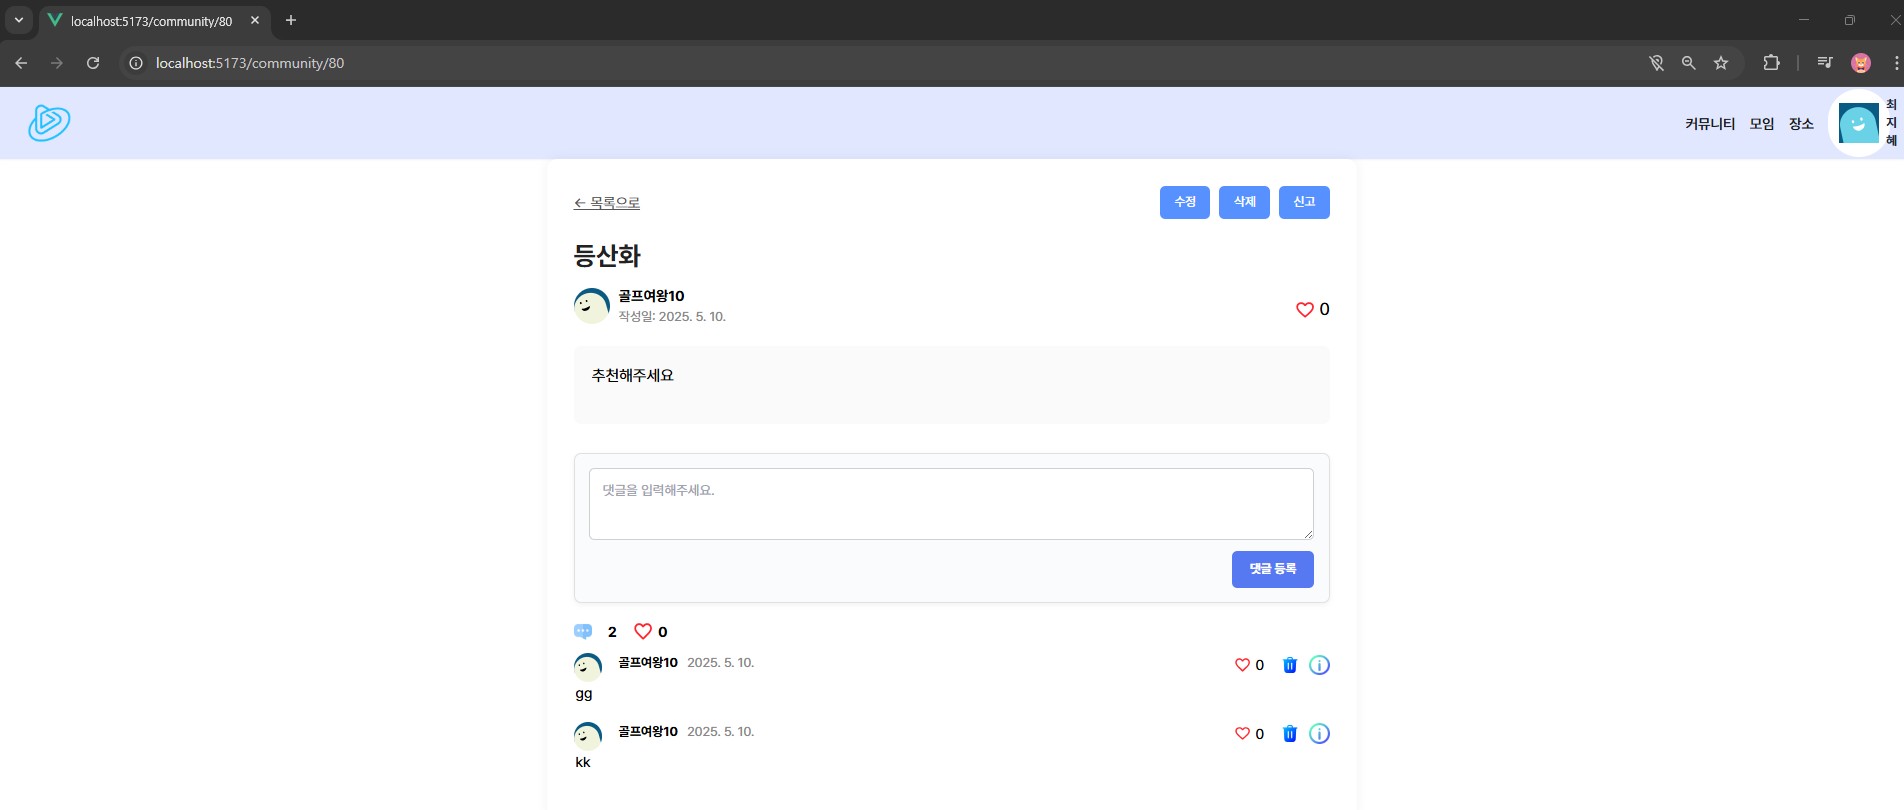 localhost:5173/community/80
localhost:5173/community/80
커뮤니티 모임 장소 최지혜
← 목록으로 수정 삭제 신고
등산화
골프여왕10
작성일: 2025. 5. 10.
0
추천해주세요
댓글을 입력해주세요.
댓글 등록
2 0
골프여왕10 2025. 5. 10. 0
gg
골프여왕10 2025. 5. 10. 0
kk